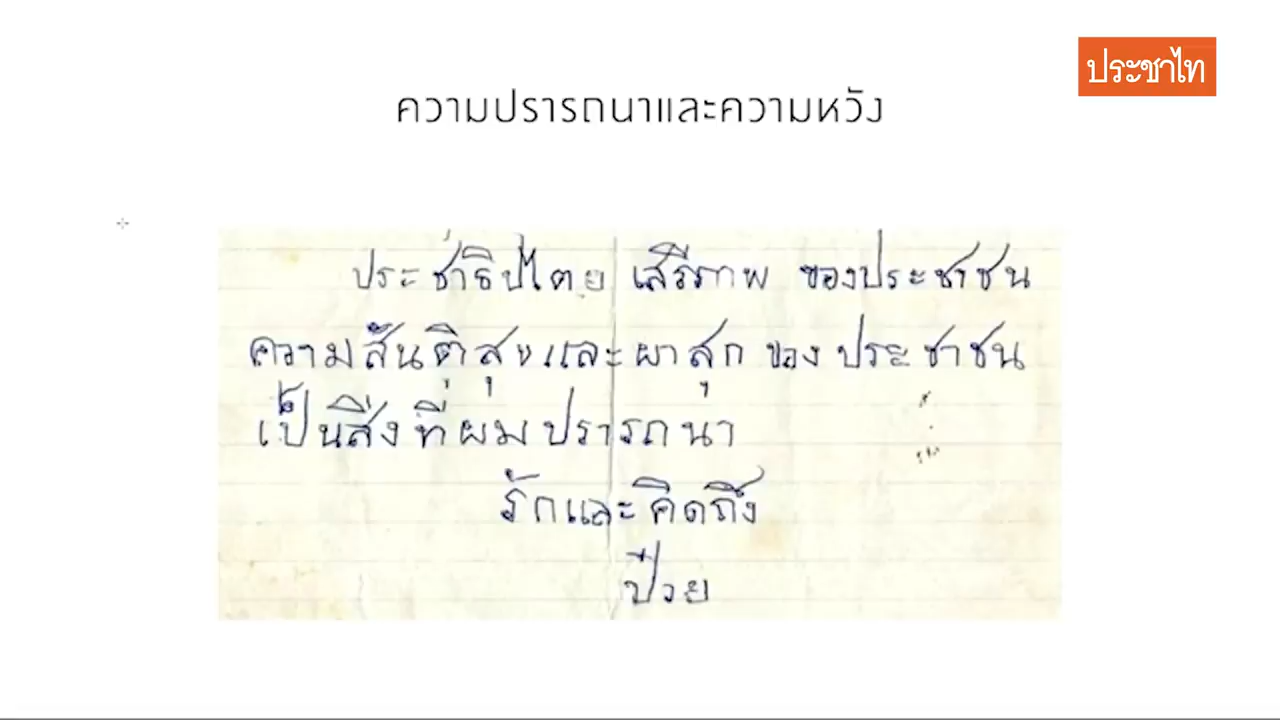 ประชาไท
ความปรารถนาและความหวัง
ประชาธิปไตย เสรีภาพ ของประชาชน
ความสันติสุขและผาสุก ของ ประชาชน
เป็นสิ่งที่ผมปรารถนา
รักและคิดถึง
ป๋วย